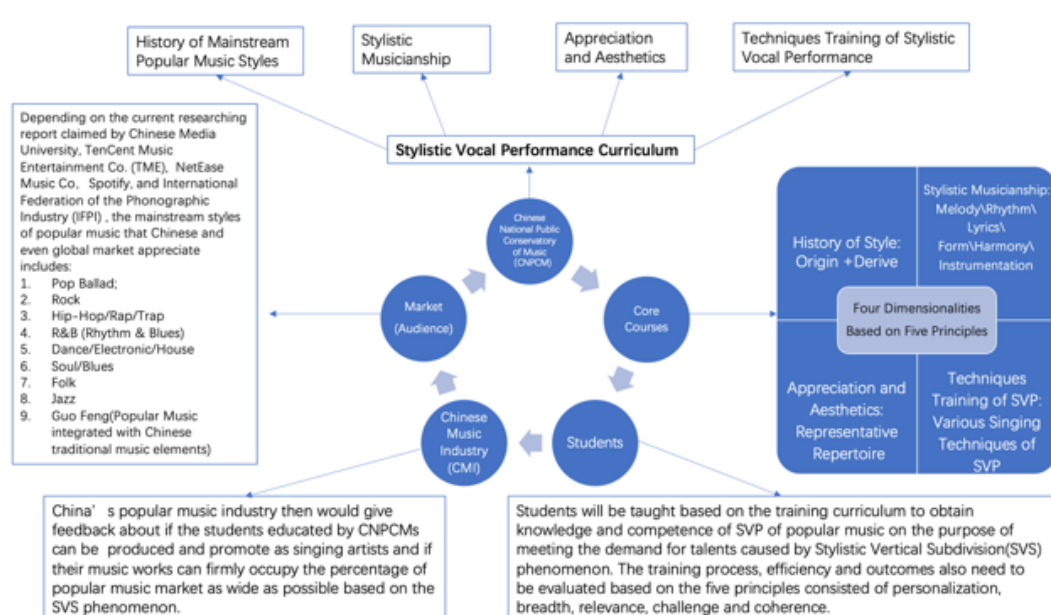 History of Mainstream
Popular Music Styles
Stylistic
Musicianship
Appreciation
and Aesthetics
Techniques Training of Stylistic
Vocal Performance
Stylistic Vocal Performance Curriculum
Depending on the current researching
report claimed by Chinese Media
University, TenCent Music
Entertainment Co. (TME), NetEase
Music Co, Spotify, and International
Federation of the Phonographic
Industry (IFPI) , the mainstream styles
of popular music that Chinese and
even global market appreciate
includes:
1. Pop Ballad;
2. Rock
3. Hip-Hop/Rap/Trap
4. R&B (Rhythm & Blues)
5. Dance/Electronic/House
6. Soul/Blues
7. Folk
8. Jazz
9. Guo Feng(Popular Music
integrated with Chinese
traditional music elements)
Chinese
National Public
Conservatory
of Music
(CNPCM)
Core
Courses
Students
Chinese
Music
Industry
(CMI)
Market
(Audience)
History of Style:
Origin +Derive
Stylistic Musicianship:
Melody\Rhythm\
Lyrics\
Form\Harmony\
Instrumentation
Four Dimensionalities
Based on Five Principles
Appreciation and
Aesthetics:
Representative
Repertoire
Techniques
Training of SVP:
Various Singing
Techniques of
SVP
China' s popular music industry then would give
feedback about if the students educated by CNPCMs
can be produced and promote as singing artists and if
their music works can firmly occupy the percentage of
popular music market as wide as possible based on the
SVS phenomenon.
Students will be taught based on the training curriculum to obtain
knowledge and competence of SVP of popular music on the purpose of
meeting the demand for talents caused by Stylistic Vertical Subdivision(SVS)
phenomenon. The training process, efficiency and outcomes also need to
be evaluated based on the five principles consisted of personalization,
breadth, relevance, challenge and coherence.